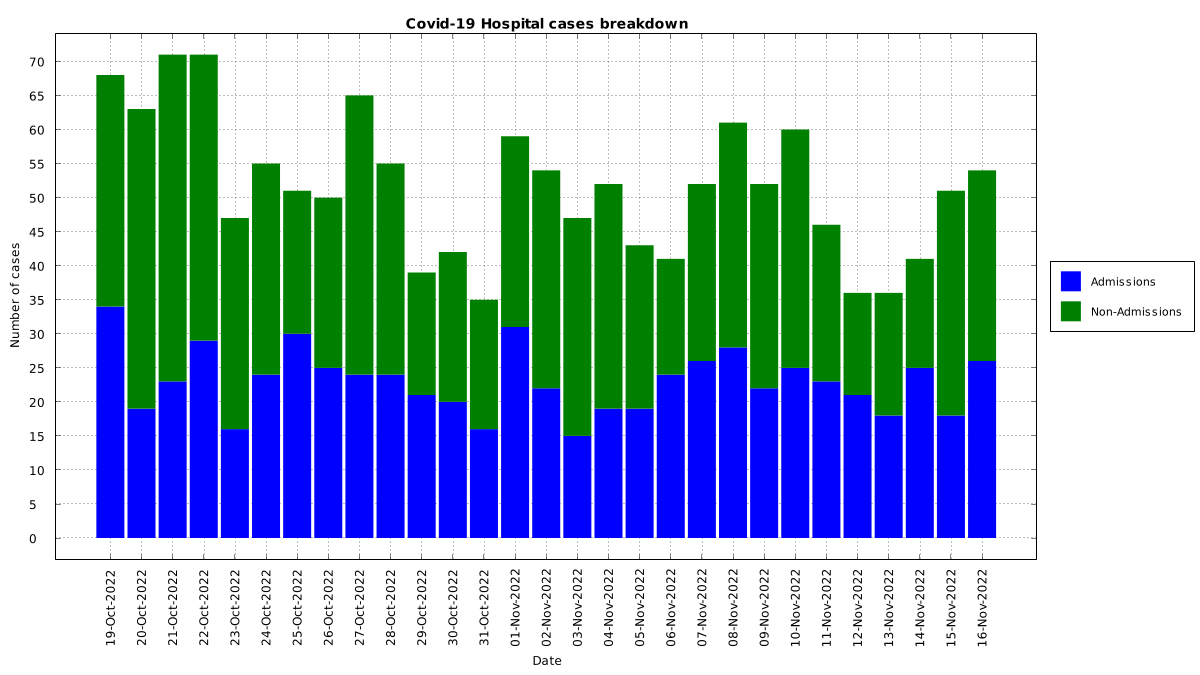 Covid-19 Hospital cases breakdown
Number of cases
70
65
60
55
50
45
40
35
30
25
20
15
10
5
0
19-Oct-2022
20-Oct-2022
21-Oct-2022
22-Oct-2022
23-Oct-2022
24-Oct-2022
25-Oct-2022
26-Oct-2022
27-Oct-2022
28-Oct-2022
29-Oct-2022
30-Oct-2022
31-Oct-2022
01-Nov-2022
02-Nov-2022
03-Nov-2022
04-Nov-2022
05-Nov-2022
06-Nov-2022
07-Nov-2022
08-Nov-2022
09-Nov-2022
10-Nov-2022
11-Nov-2022
12-Nov-2022
13-Nov-2022
14-Nov-2022
15-Nov-2022
16-Nov-2022
Date
Admissions
Non-Admissions